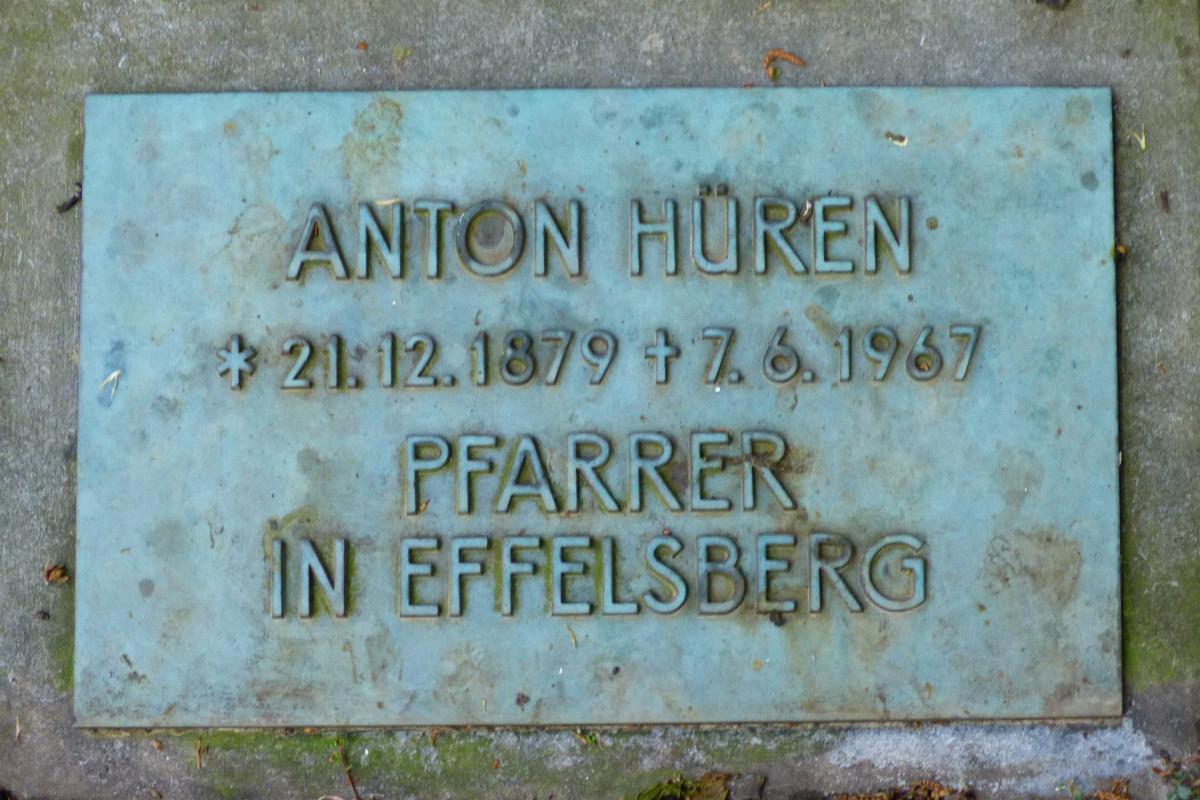 ANTON HÜREN
* 21.12.1879 † 7.6.1967
PFARRER
IN EFFELSBERG